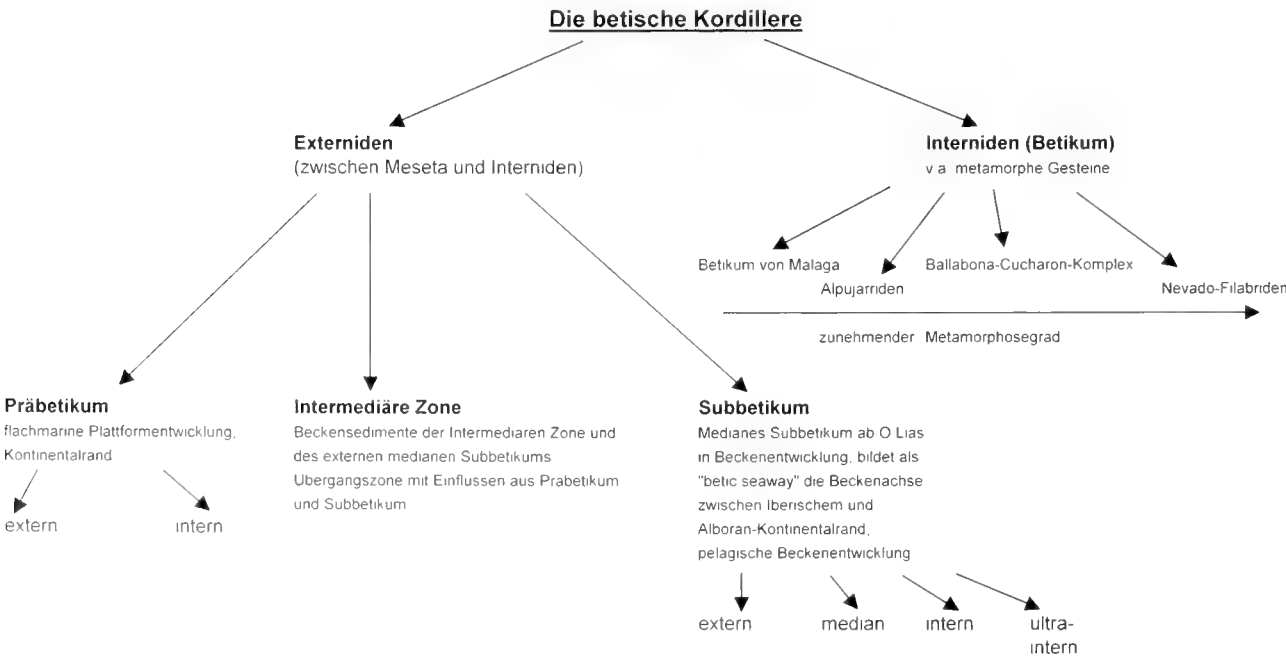 Die betische Kordillere
Externiden
(zwischen Meseta und Interniden)
Interniden (Betikum)
v a metamorphe Gesteine
Betikum von Malaga
Alpujarriden
Ballabona-Cucharon-Komplex
Nevado-Filabriden
zunehmender Metamorphosegrad
Präbetikum
flachmarine Plattformentwicklung,
Kontinentalrand
extern
intern
Intermediäre Zone
Beckensedimente der Intermediaren Zone und
des externen medianen Subbetikums
Ubergangszone mit Einflussen aus Prabetikum
und Subbetikum
Subbetikum
Medianes Subbetikum ab O Lias
in Beckenentwicklung, bildet als
"betic seaway" die Beckenachse
zwischen Iberischem und
Alboran-Kontinentalrand,
pelagische Beckenentwicklung
extern
median
intern
ultra-
intern